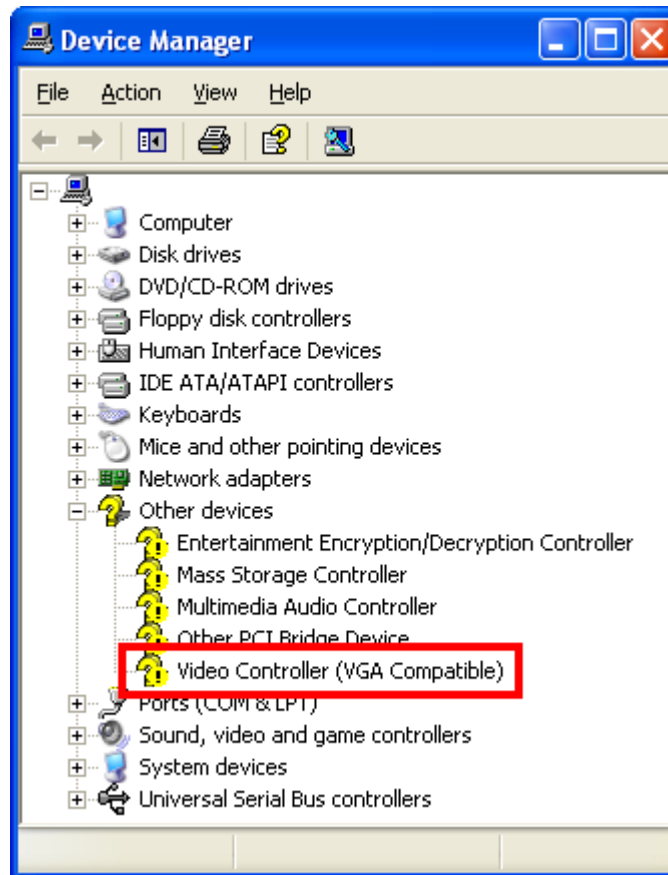 Device Manager
File Action View Help
Computer
Disk drives
DVD/CD-ROM drives
Floppy disk controllers
Human Interface Devices
IDE ATA/ATAPI controllers
Keyboards
Mice and other pointing devices
Network adapters
Other devices
Entertainment Encryption/Decryption Controller
Mass Storage Controller
Multimedia Audio Controller
Other PCI Bridge Device
Video Controller (VGA Compatible)
Ports (COM & LPT)
Sound, video and game controllers
System devices
Universal Serial Bus controllers